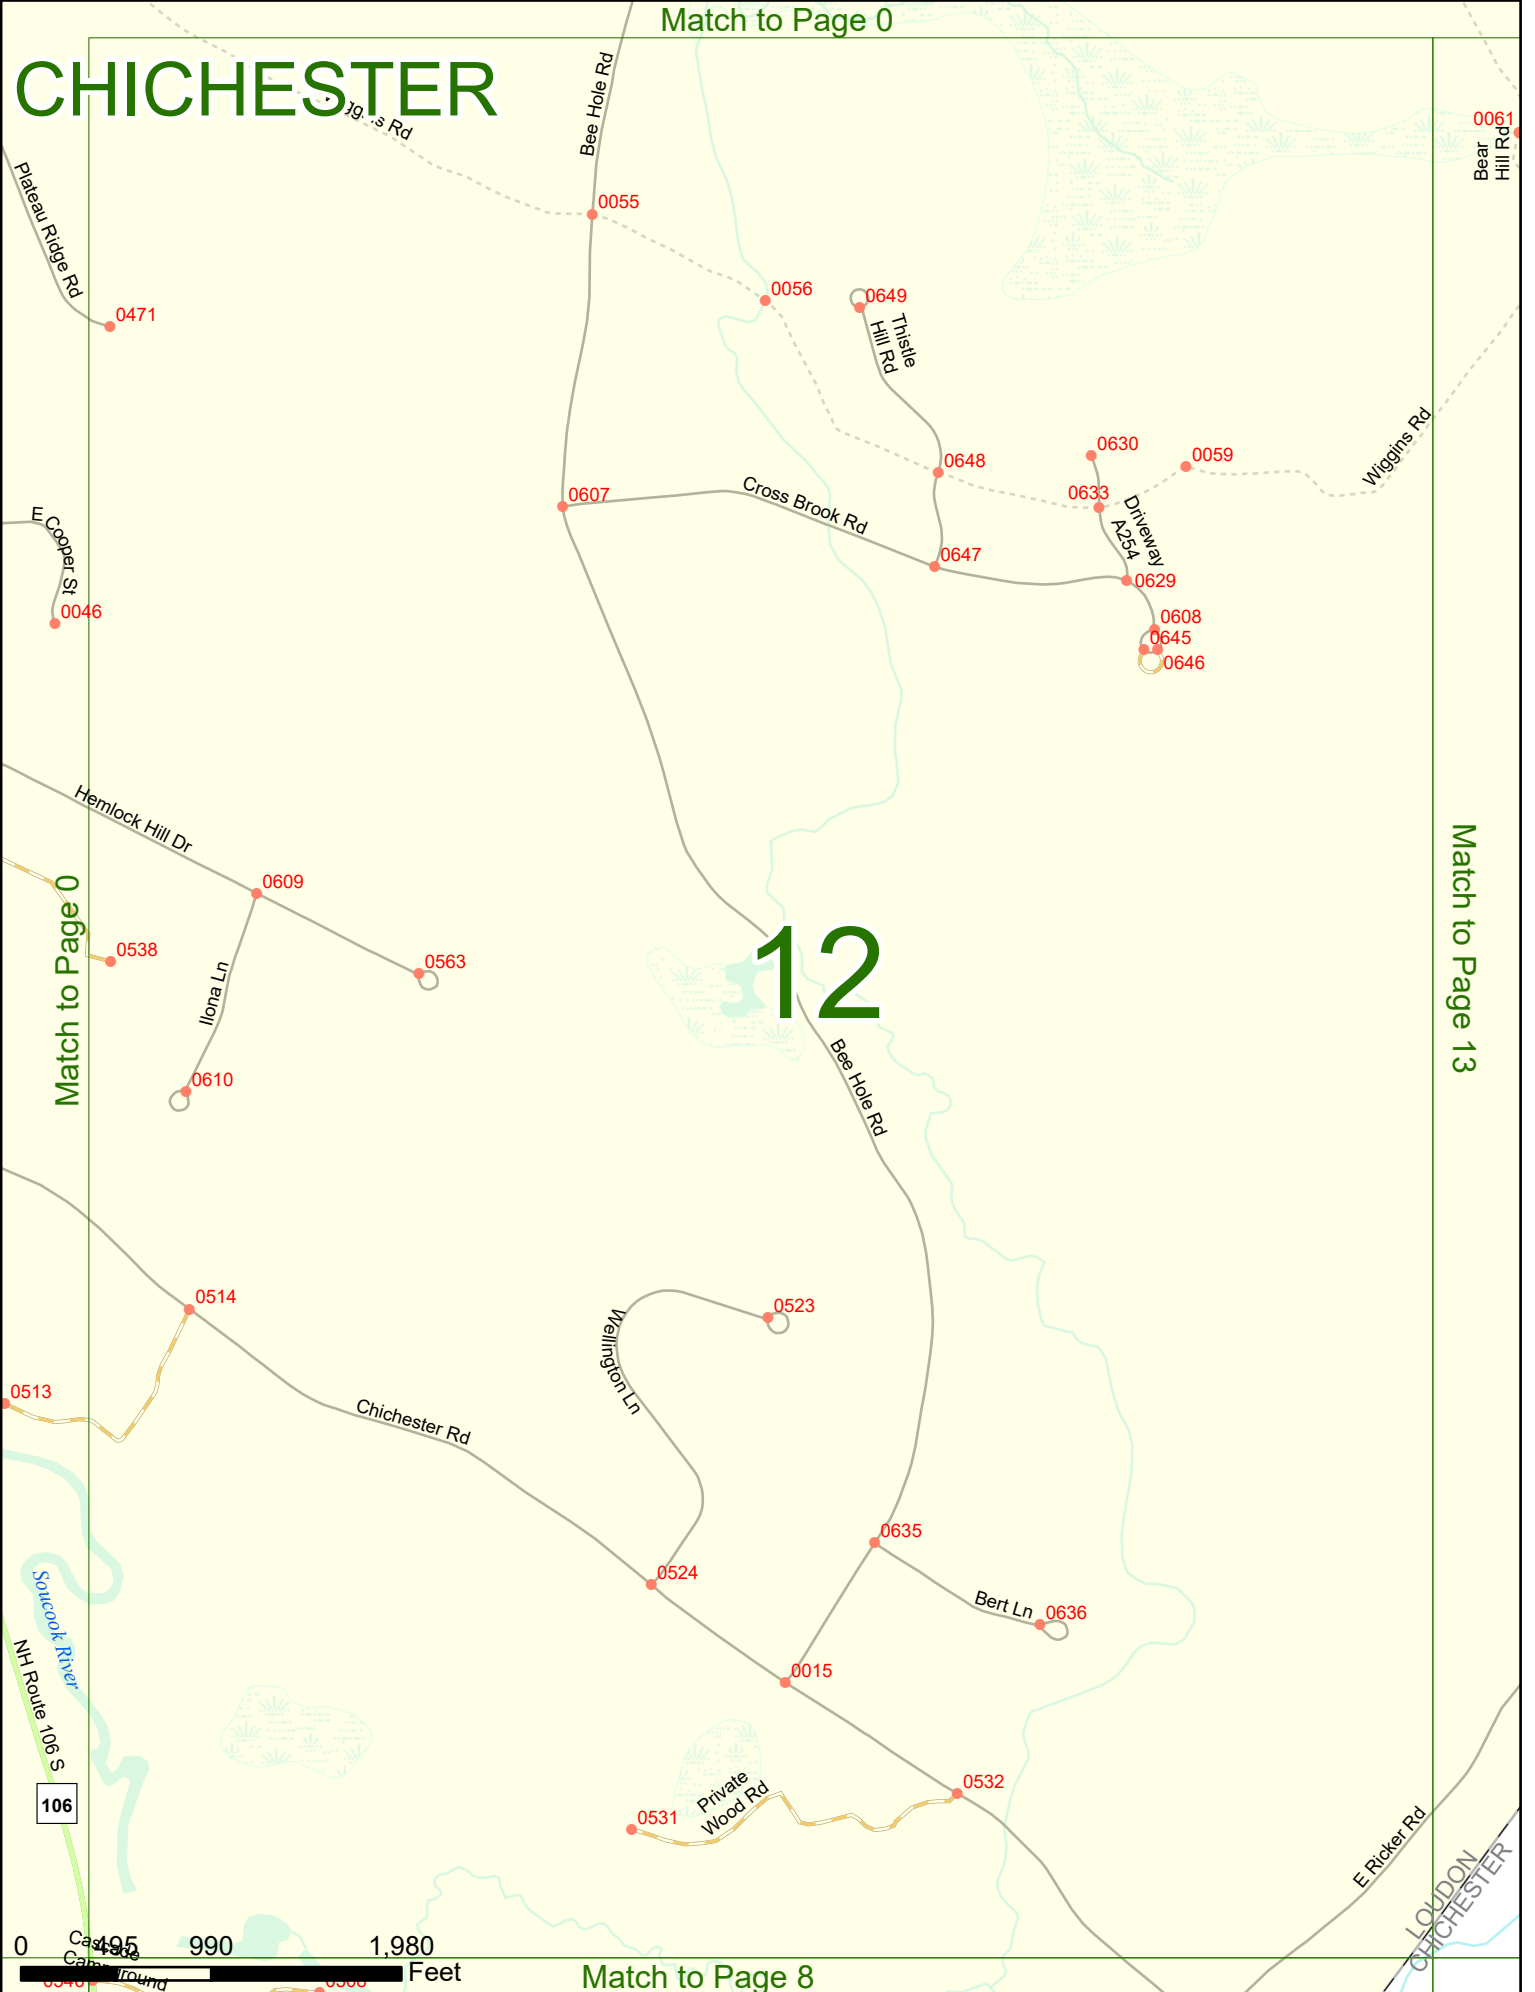 Match to Page 0
CHICHESTER
Rd
Bee Hole Rd
0061
Bear
Hill Rd
Plateau Ridge Rd
0055
0471
0056
0649
Thistle
Hill Rd
0648
0630
0059
Wiggins Rd
0607
Cross Brook Rd
0633
Driveway
A254
E Cooper St
0647
0629
0046
0608
0645
0646
Hemlock Hill Dr
0609
Match to Page 0
0538
0563
Ilona Ln
12
Match to Page 13
0610
Bee Hole Rd
0514
0523
Wellington Ln
0513
Chichester Rd
0635
0524
Bert Ln
0636
Soucook River
NH Route 106 S
0015
106
0532
Private
Wood Rd
0531
E Ricker Rd
LOUDON
CHICHESTER
Cascade
0
495
990
1,980
Feet
Match to Page 8